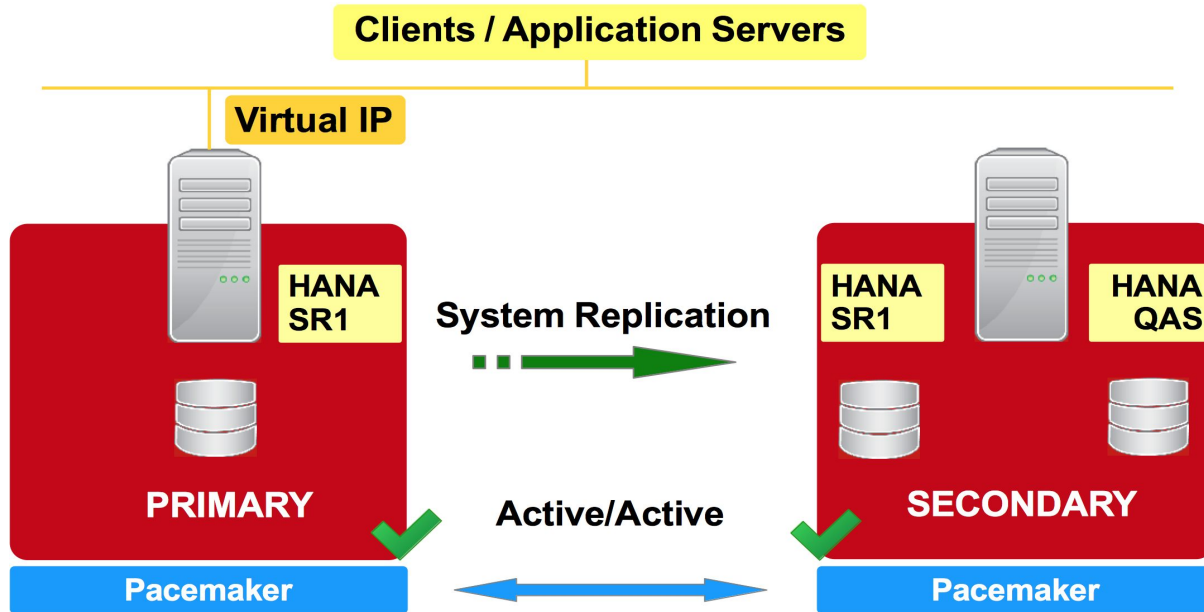 Clients / Application Servers
Virtual IP
HANA
SR1
System Replication
HANA
SR1
HANA
QAS
PRIMARY
Active/Active
SECONDARY
Pacemaker
Pacemaker